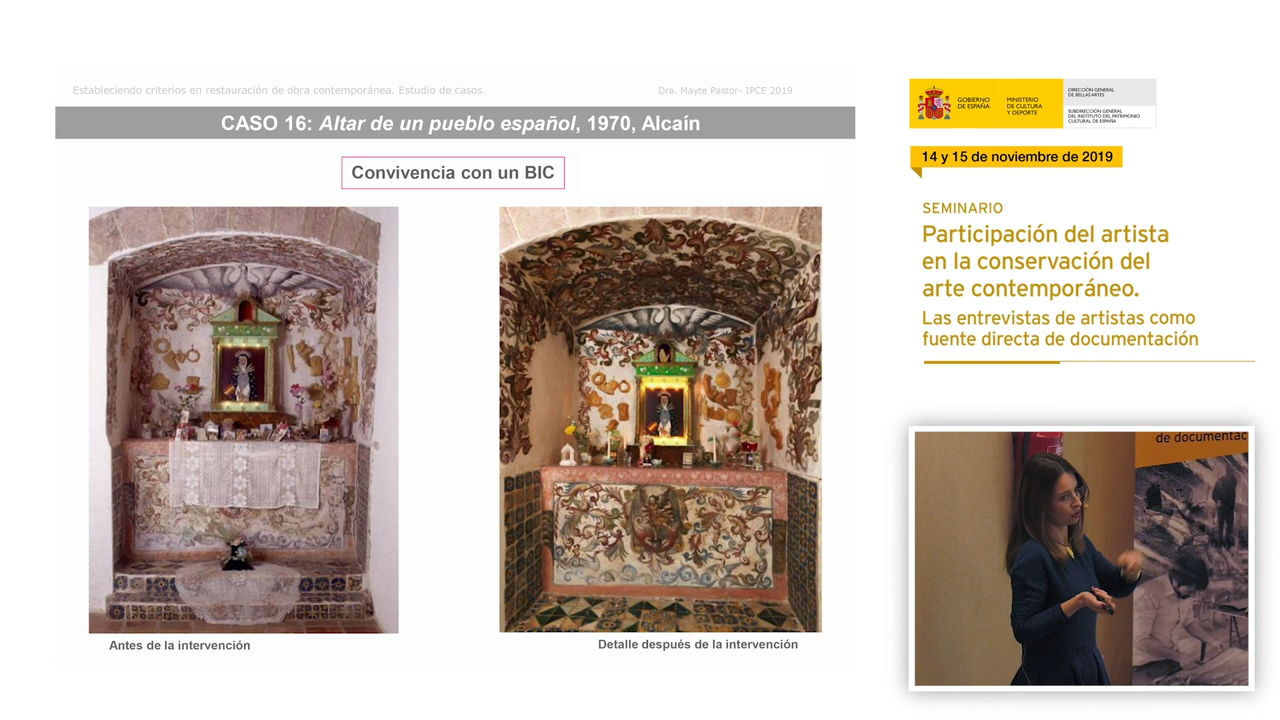 Estableciendo criterios en restauración de obra contemporánea. Estudio de casos.
Dra. Mayte Pastor- IPCE 2019
CASO 16: Altar de un pueblo español, 1970, Alcaín
Convivencia con un BIC
Antes de la intervención
Detalle después de la intervención
GOBIERNO
DE ESPAÑA
MINISTERIO
DE CULTURA
Y DEPORTE
DIRECCIÓN GENERAL
DE BELLAS ARTES
SUBDIRECCIÓN GENERAL
DEL INSTITUTO DEL PATRIMONIO
CULTURAL DE ESPAÑA
14 y 15 de noviembre de 2019
SEMINARIO
Participación del artista
en la conservación del
arte contemporáneo.
Las entrevistas de artistas como
fuente directa de documentación
de documentac